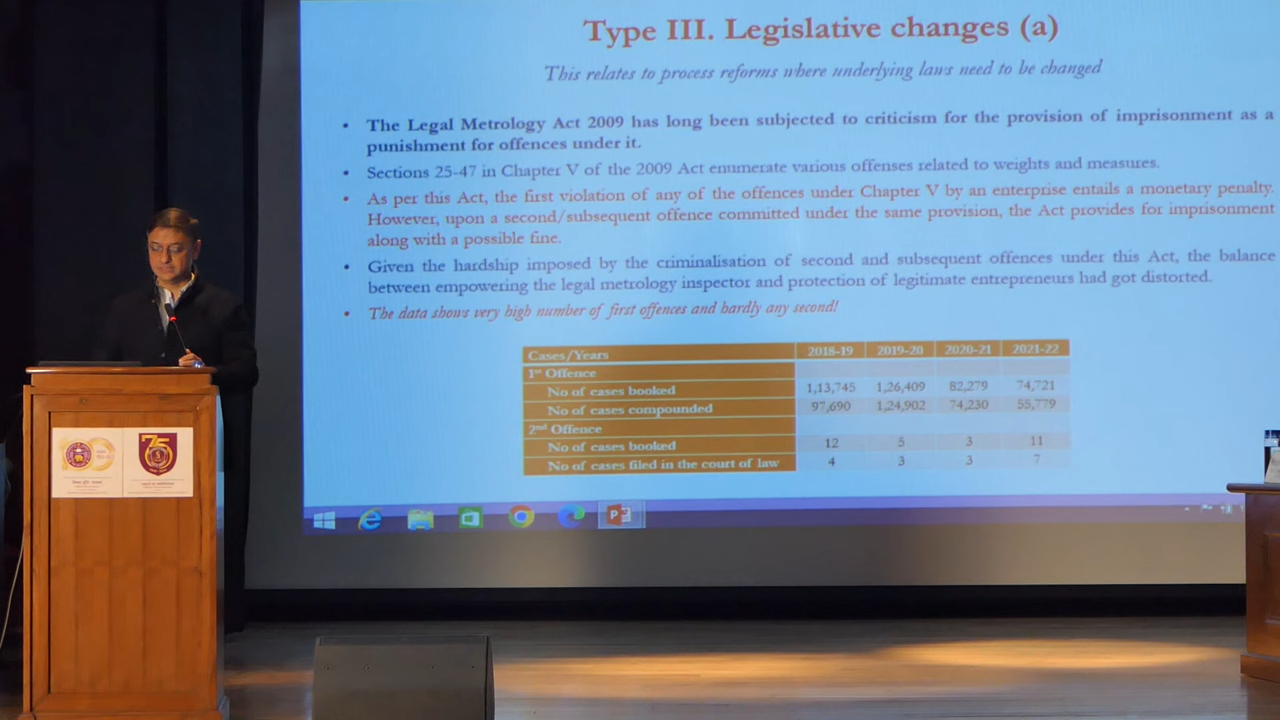 Type III. Legislative changes (a)
This relates to process reforms where underlying laws need to be changed
• The Legal Metrology Act 2009 has long been subjected to criticism for the provision of imprisonment as a
punishment for offences under it.
• Sections 25-47 in Chapter V of the 2009 Act enumerate various offenses related to weights and measures.
• As per this Act, the first violation of any of the offences under Chapter V by an enterprise entails a monetary penalty.
However, upon a second/subsequent offence committed under the same provision, the Act provides for imprisonment
along with a possible fine.
• Given the hardship imposed by the criminalisation of second and subsequent offences under this Act, the balance
between empowering the legal metrology inspector and protection of legitimate entrepreneurs had got distorted.
• The data shows very high number of first offences and hardly any second!
Cases/Years 2018-19 2019-20 2020-21 2021-22
1st Offence
No of cases booked 1,13,745 1,26,409 82,279 74,721
No of cases compounded 97,690 1,24,902 74,230 55,779
2nd Offence
No of cases booked 12 5 3 11
No of cases filed in the court of law 4 3 3 7
75